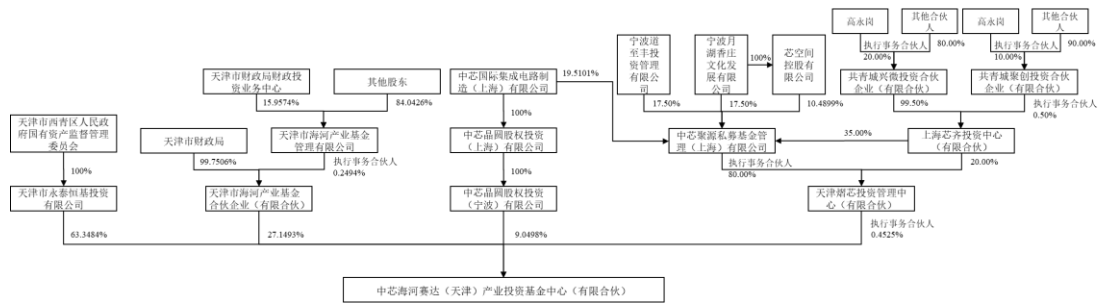 高永岗
其他合伙
人
高永岗
其他合伙
人
执行事务合伙人
20.00%
80.00%
执行事务合伙人
10.00%
90.00%
宁波道
至丰投
资管理
有限公
司
宁波月
湖香庄
文化发
展有限
公司
100%
芯空间
控股有
限公司
天津市财政局财政投
资业务中心
其他股东
中芯国际集成电路制
造（上海）有限公司
19.5101%
共青城兴微投资合伙
企业（有限合伙）
共青城聚创投资合伙
企业（有限合伙）
15.9574%
84.0426%
17.50%
17.50%
10.4899%
99.50%
执行事务合伙人
0.50%
天津市西青区人民政
府国有资产监督管理
委员会
天津市财政局
天津市海河产业基金
管理有限公司
100%
中芯晶圆股权投资
（上海）有限公司
中芯聚源私募基金管
理（上海）有限公司
35.00%
上海芯齐投资中心
（有限合伙）
100%
99.7506%
执行事务合伙人
0.2494%
100%
执行事务合伙人
80.00%
20.00%
天津市永泰恒基投资
有限公司
天津市海河产业基金
合伙企业（有限合伙）
中芯晶圆股权投资
（宁波）有限公司
天津熠芯投资管理中
心（有限合伙）
63.3484%
27.1493%
9.0498%
执行事务合伙人
0.4525%
中芯海河赛达（天津）产业投资基金中心（有限合伙）